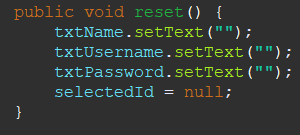 public void reset() {
    txtName.setText("");
    txtUsername.setText("");
    txtPassword.setText("");
    selectedId = null;
}